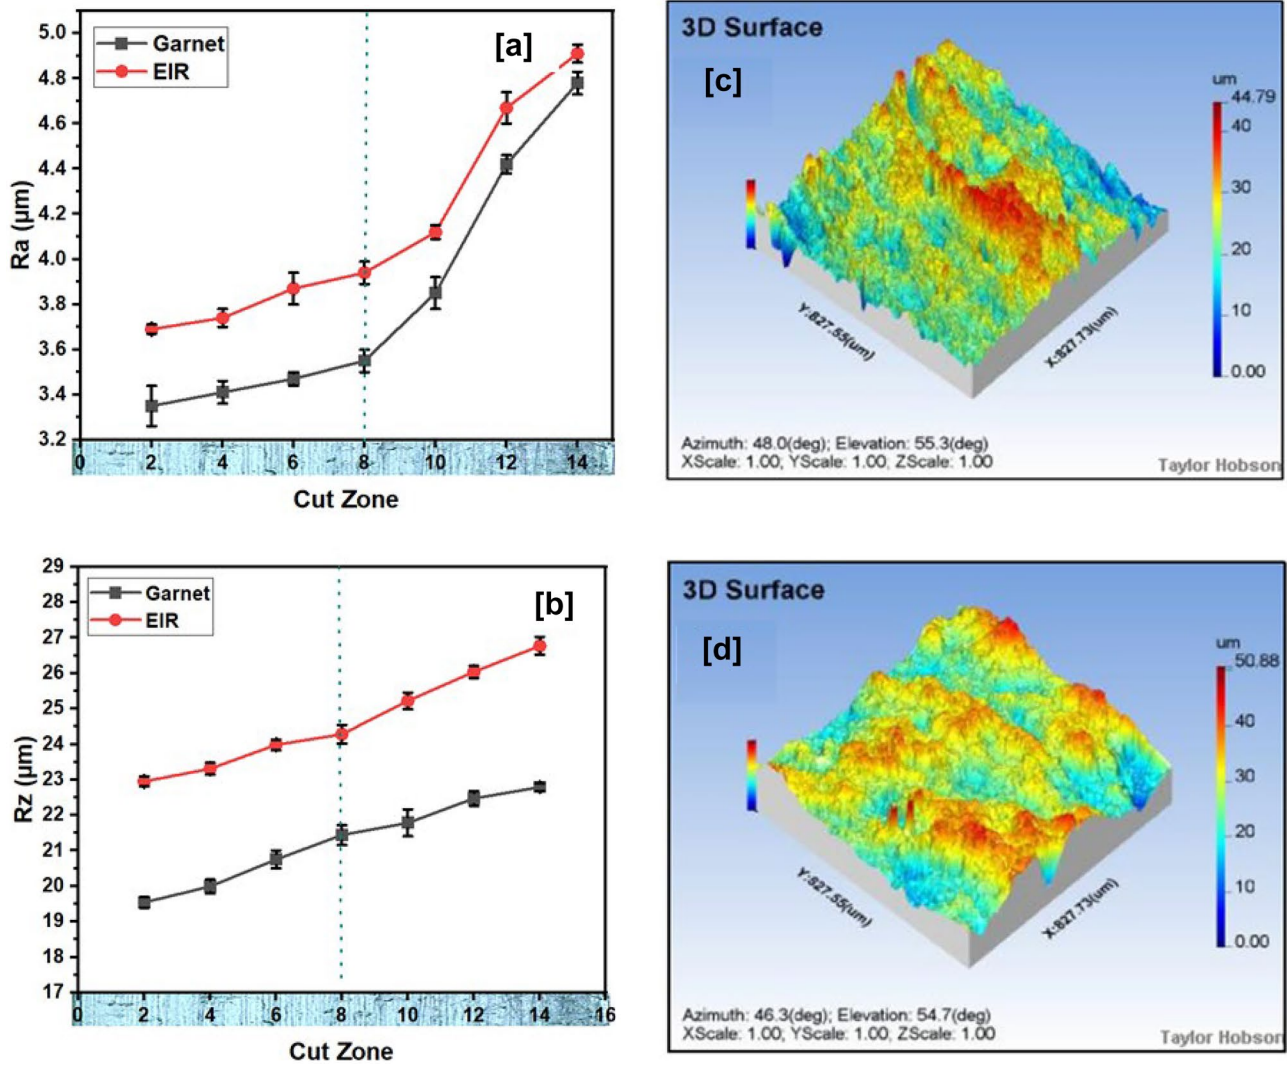 Garnet
EIR
[a]
5.0
4.8
4.6
4.4
4.2
4.0
3.8
3.6
3.4
3.2
Ra (µm)
0 2 4 6 8 10 12 14
Cut Zone
3D Surface
[c]
um
44.79
40
30
20
10
0.00
Y:827.55(um)
X:827.73(um)
Azimuth: 48.0(deg); Elevation: 55.3(deg)
XScale: 1.00; YScale: 1.00; ZScale: 1.00
Taylor Hobson
Garnet
EIR
[b]
29
28
27
26
25
24
23
22
21
20
19
18
17
Rz (µm)
0 2 4 6 8 10 12 14 16
Cut Zone
3D Surface
[d]
um
50.88
40
30
20
10
0.00
Y:827.55(um)
X:827.73(um)
Azimuth: 46.3(deg); Elevation: 54.7(deg)
XScale: 1.00; YScale: 1.00; ZScale: 1.00
Taylor Hobson